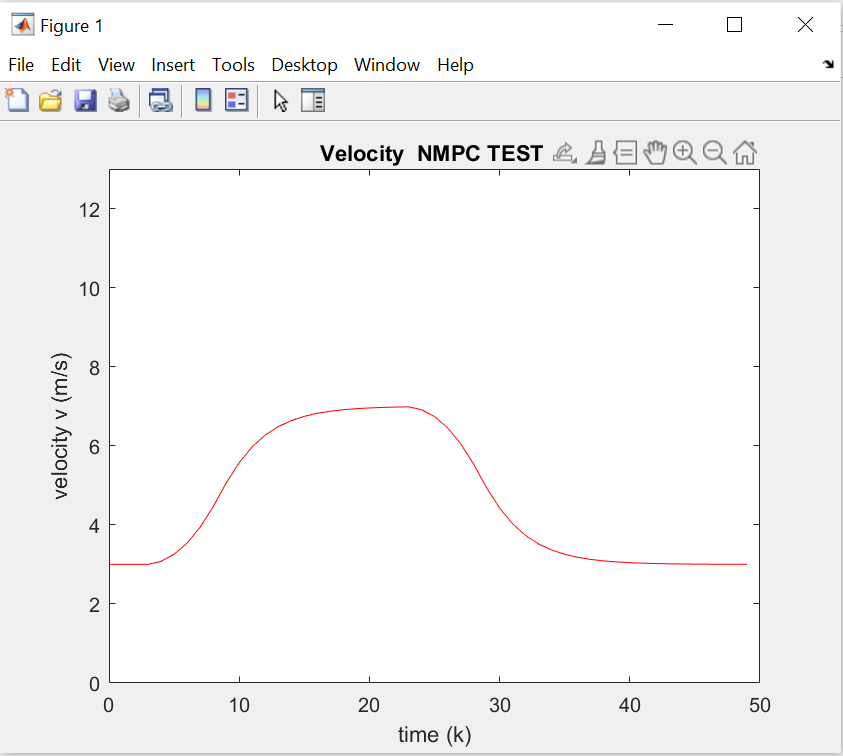 Figure 1
File Edit View Insert Tools Desktop Window Help
Velocity  NMPC TEST
12
10
8
6
4
2
0
velocity v (m/s)
0 10 20 30 40 50
time (k)